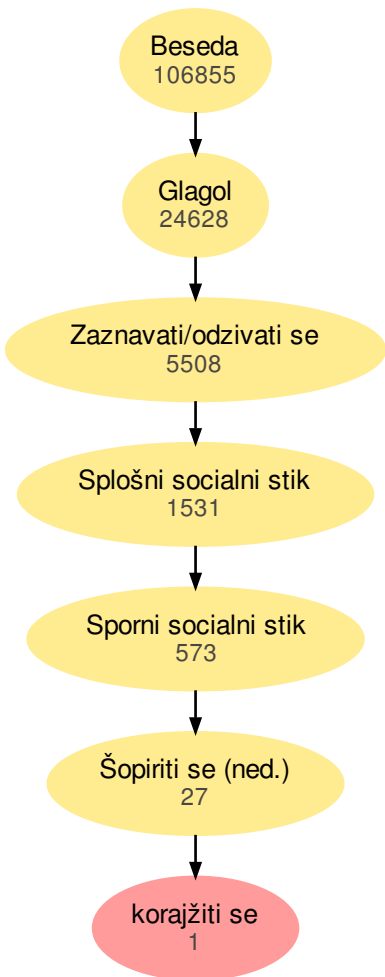 Beseda
106855
Glagol
24628
Zaznavati/odzivati se
5508
Splošni socialni stik
1531
Sporni socialni stik
573
Šopiriti se (ned.)
27
korajžiti se
1